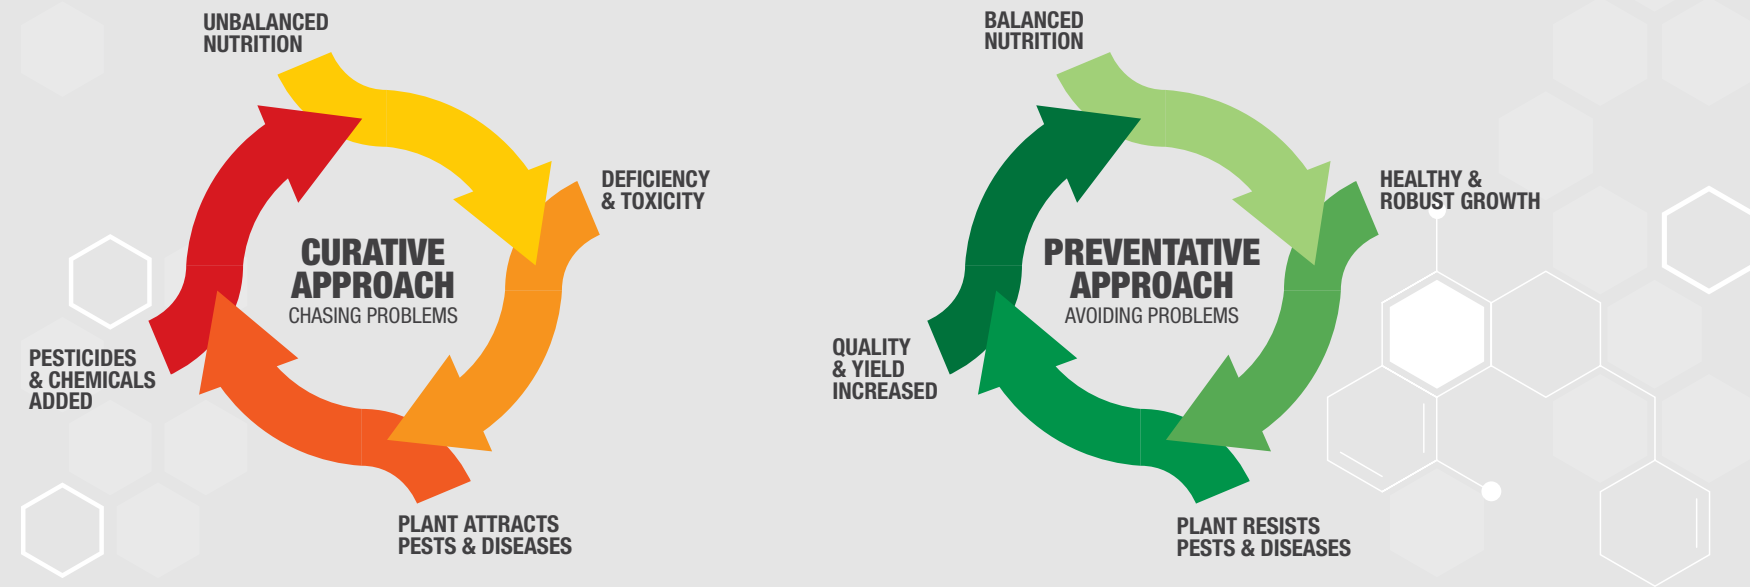 UNBALANCED
NUTRITION
DEFICIENCY
& TOXICITY
CURATIVE
APPROACH
CHASING PROBLEMS
PESTICIDES
& CHEMICALS
ADDED
PLANT ATTRACTS
PESTS & DISEASES
BALANCED
NUTRITION
HEALTHY &
ROBUST GROWTH
PREVENTATIVE
APPROACH
AVOIDING PROBLEMS
QUALITY
& YIELD
INCREASED
PLANT RESISTS
PESTS & DISEASES